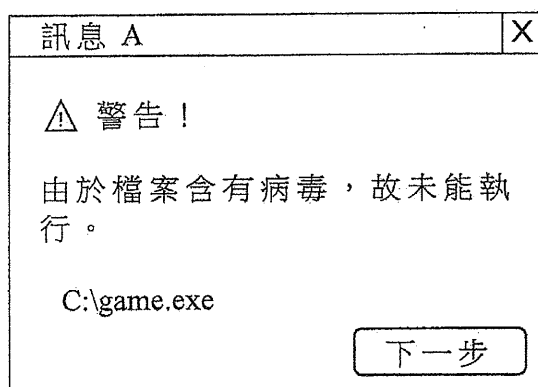 訊息 A X
⚠ 警告！
由於檔案含有病毒，故未能執
行。
C:\game.exe
下一步